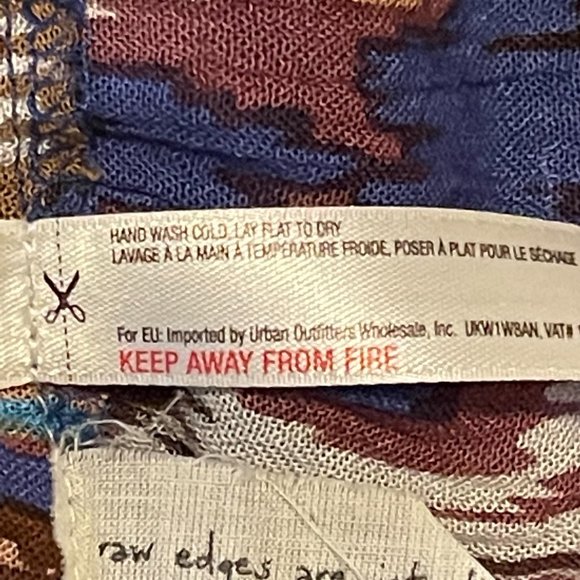 HAND WASH COLD, LAY FLAT TO DRY
LAVAGE À LA MAIN À TEMPÉRATURE FROIDE, POSER À PLAT POUR LE SÉCHAGE
For EU: Imported by Urban Outfitters Wholesale, Inc. UKW1W8AN, VAT#
KEEP AWAY FROM FIRE
raw edges are